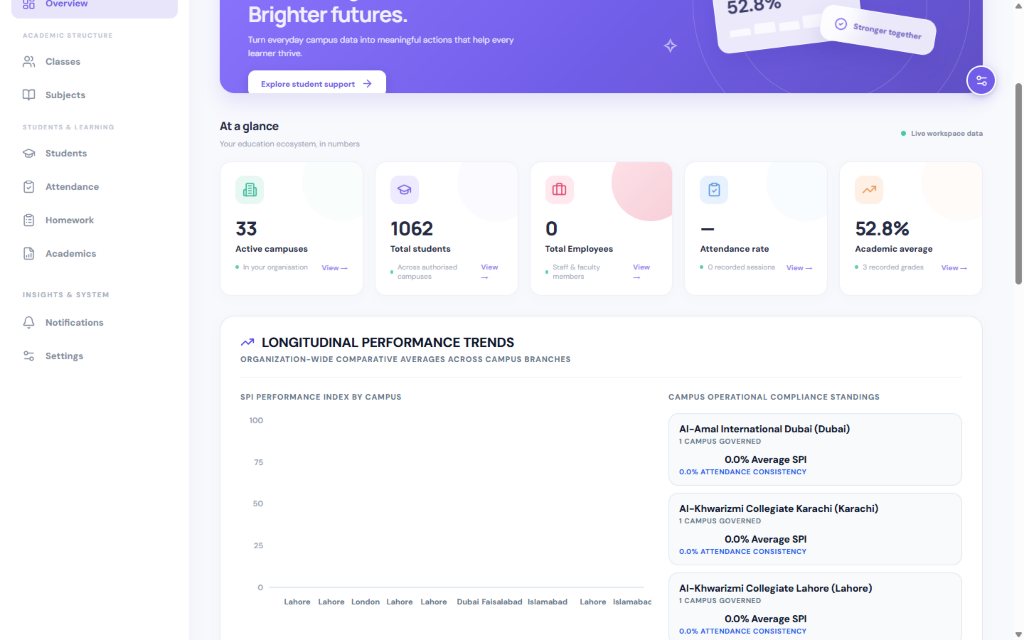 Overview
ACADEMIC STRUCTURE
Classes
Subjects
STUDENTS & LEARNING
Students
Attendance
Homework
Academics
INSIGHTS & SYSTEM
Notifications
Settings
Brighter futures.
Turn everyday campus data into meaningful actions that help every
learner thrive.
Explore student support →
52.8%
Stronger together
At a glance
Your education ecosystem, in numbers
Live workspace data
33
Active campuses
In your organisation
View →
1062
Total students
Across authorised
campuses
View
→
0
Total Employees
Staff & faculty
members
View
→
—
Attendance rate
0 recorded sessions
View →
52.8%
Academic average
3 recorded grades
View →
LONGITUDINAL PERFORMANCE TRENDS
ORGANIZATION-WIDE COMPARATIVE AVERAGES ACROSS CAMPUS BRANCHES
SPI PERFORMANCE INDEX BY CAMPUS
100
75
50
25
0
Lahore Lahore London Lahore Lahore Dubai Faisalabad Islamabad Lahore Islamabac
CAMPUS OPERATIONAL COMPLIANCE STANDINGS
Al-Amal International Dubai (Dubai)
1 CAMPUS GOVERNED
0.0% Average SPI
0.0% ATTENDANCE CONSISTENCY
Al-Khwarizmi Collegiate Karachi (Karachi)
1 CAMPUS GOVERNED
0.0% Average SPI
0.0% ATTENDANCE CONSISTENCY
Al-Khwarizmi Collegiate Lahore (Lahore)
1 CAMPUS GOVERNED
0.0% Average SPI
0.0% ATTENDANCE CONSISTENCY